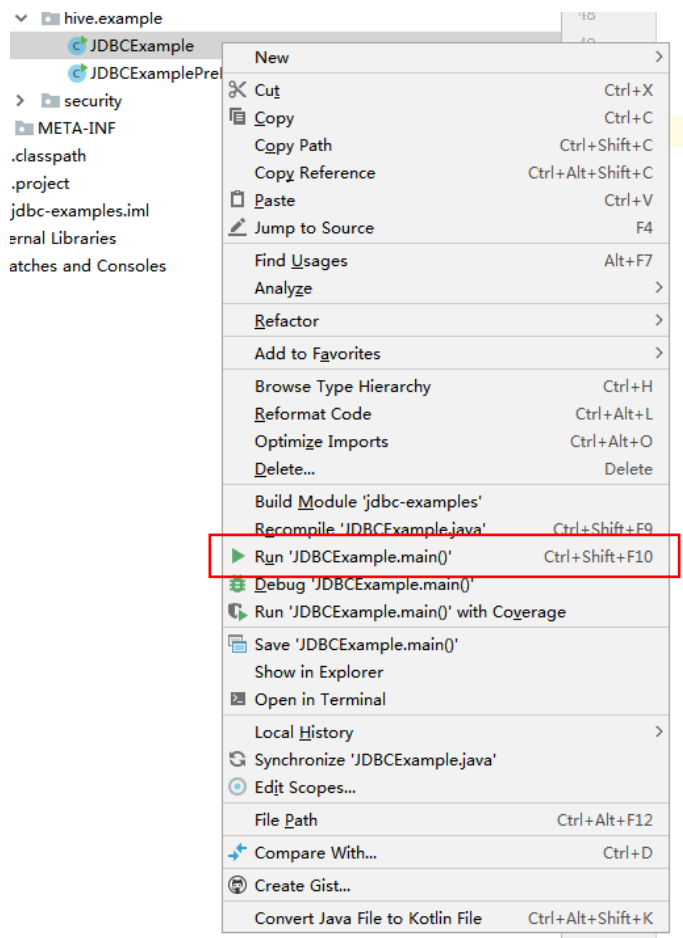 hive.example
48
JDBCExample
49
JDBCExamplePre
security
META-INF
.classpath
.project
jdbc-examples.iml
ernal Libraries
atches and Consoles
New
Cut Ctrl+X
Copy Ctrl+C
Copy Path Ctrl+Shift+C
Copy Reference Ctrl+Alt+Shift+C
Paste Ctrl+V
Jump to Source F4
Find Usages Alt+F7
Analyze
Refactor
Add to Favorites
Browse Type Hierarchy Ctrl+H
Reformat Code Ctrl+Alt+L
Optimize Imports Ctrl+Alt+O
Delete... Delete
Build Module 'jdbc-examples'
Recompile 'JDBCExample.java' Ctrl+Shift+F9
Run 'JDBCExample.main()' Ctrl+Shift+F10
Debug 'JDBCExample.main()'
Run 'JDBCExample.main()' with Coverage
Save 'JDBCExample.main()'
Show in Explorer
Open in Terminal
Local History
Synchronize 'JDBCExample.java'
Edit Scopes...
File Path Ctrl+Alt+F12
Compare With... Ctrl+D
Create Gist...
Convert Java File to Kotlin File Ctrl+Alt+Shift+K